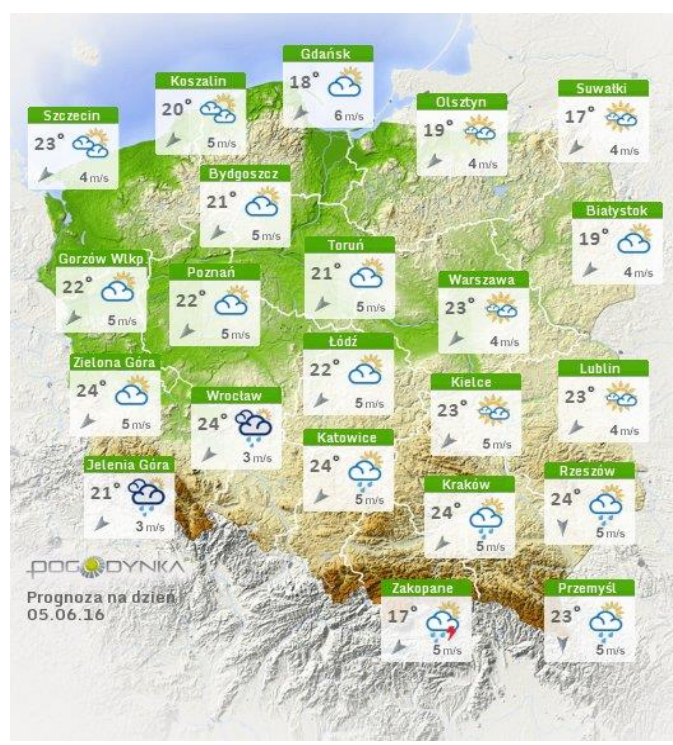 Gdańsk
18°
6 m/s
Koszalin
20°
5 m/s
Suwałki
17°
4 m/s
Olsztyn
19°
4 m/s
Szczecin
23°
4 m/s
Bydgoszcz
21°
5 m/s
Białystok
19°
4 m/s
Toruń
21°
5 m/s
Gorzów Wlkp
22°
5 m/s
Poznań
22°
5 m/s
Warszawa
23°
4 m/s
Łódź
22°
5 m/s
Zielona Góra
24°
5 m/s
Lublin
23°
4 m/s
Kielce
23°
5 m/s
Wrocław
24°
3 m/s
Katowice
24°
5 m/s
Jelenia Góra
21°
3 m/s
Rzeszów
24°
5 m/s
Kraków
24°
5 m/s
POGODYNKA
Prognoza na dzień
05.06.16
Zakopane
17°
5 m/s
Przemyśl
23°
5 m/s